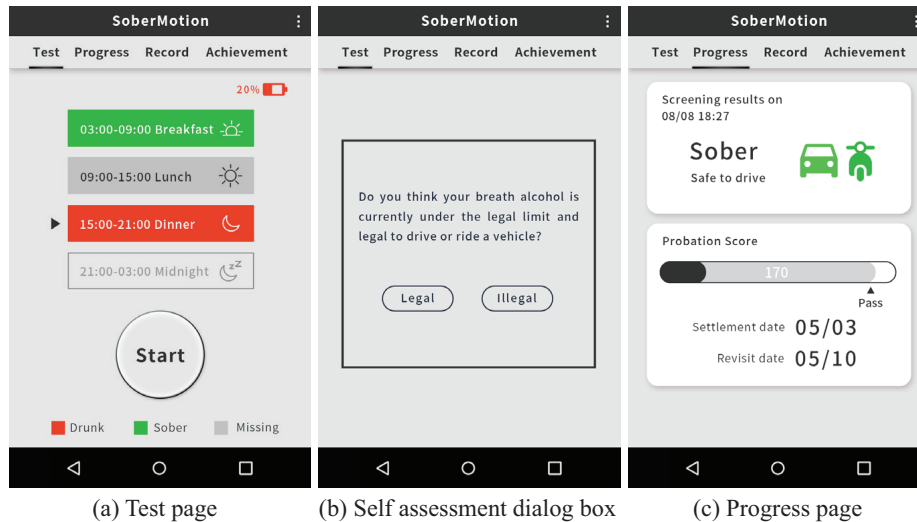 SoberMotion
Test Progress Record Achievement
20%
03:00-09:00 Breakfast
09:00-15:00 Lunch
15:00-21:00 Dinner
21:00-03:00 Midnight
zZ
Start
Drunk Sober Missing
(a) Test page
SoberMotion
Test Progress Record Achievement
Do you think your breath alcohol is
currently under the legal limit and
legal to drive or ride a vehicle?
Legal Illegal
(b) Self assessment dialog box
SoberMotion
Test Progress Record Achievement
Screening results on
08/08 18:27
Sober
Safe to drive
Probation Score
170
Pass
Settlement date 05/03
Revisit date 05/10
(c) Progress page